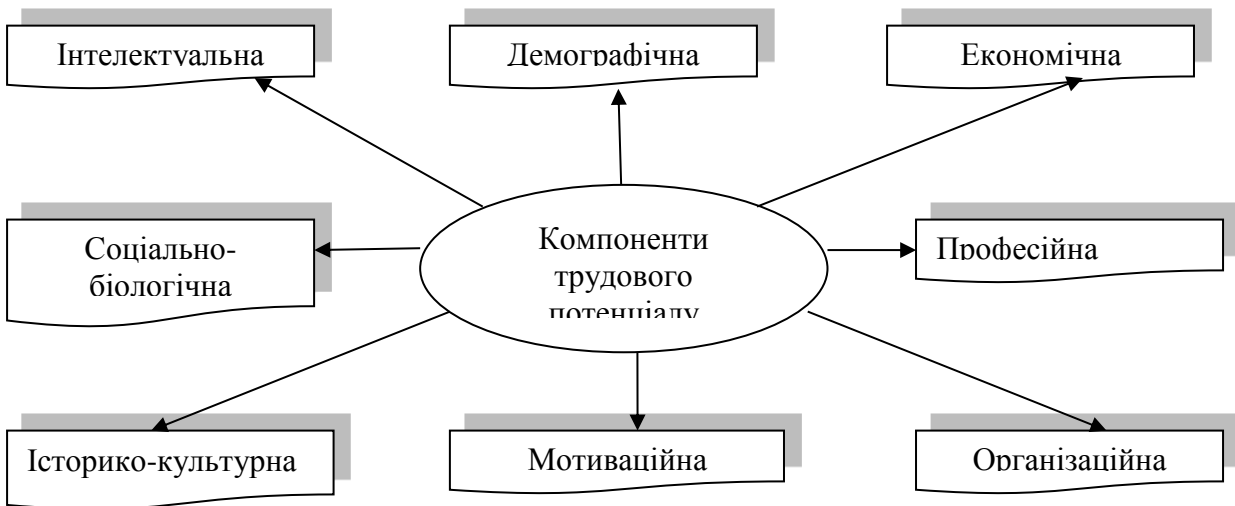 Інтелектуальна
Демографічна
Економічна
Соціально-
біологічна
Компоненти
трудового
потенціалу
Професійна
Історико-культурна
Мотиваційна
Організаційна